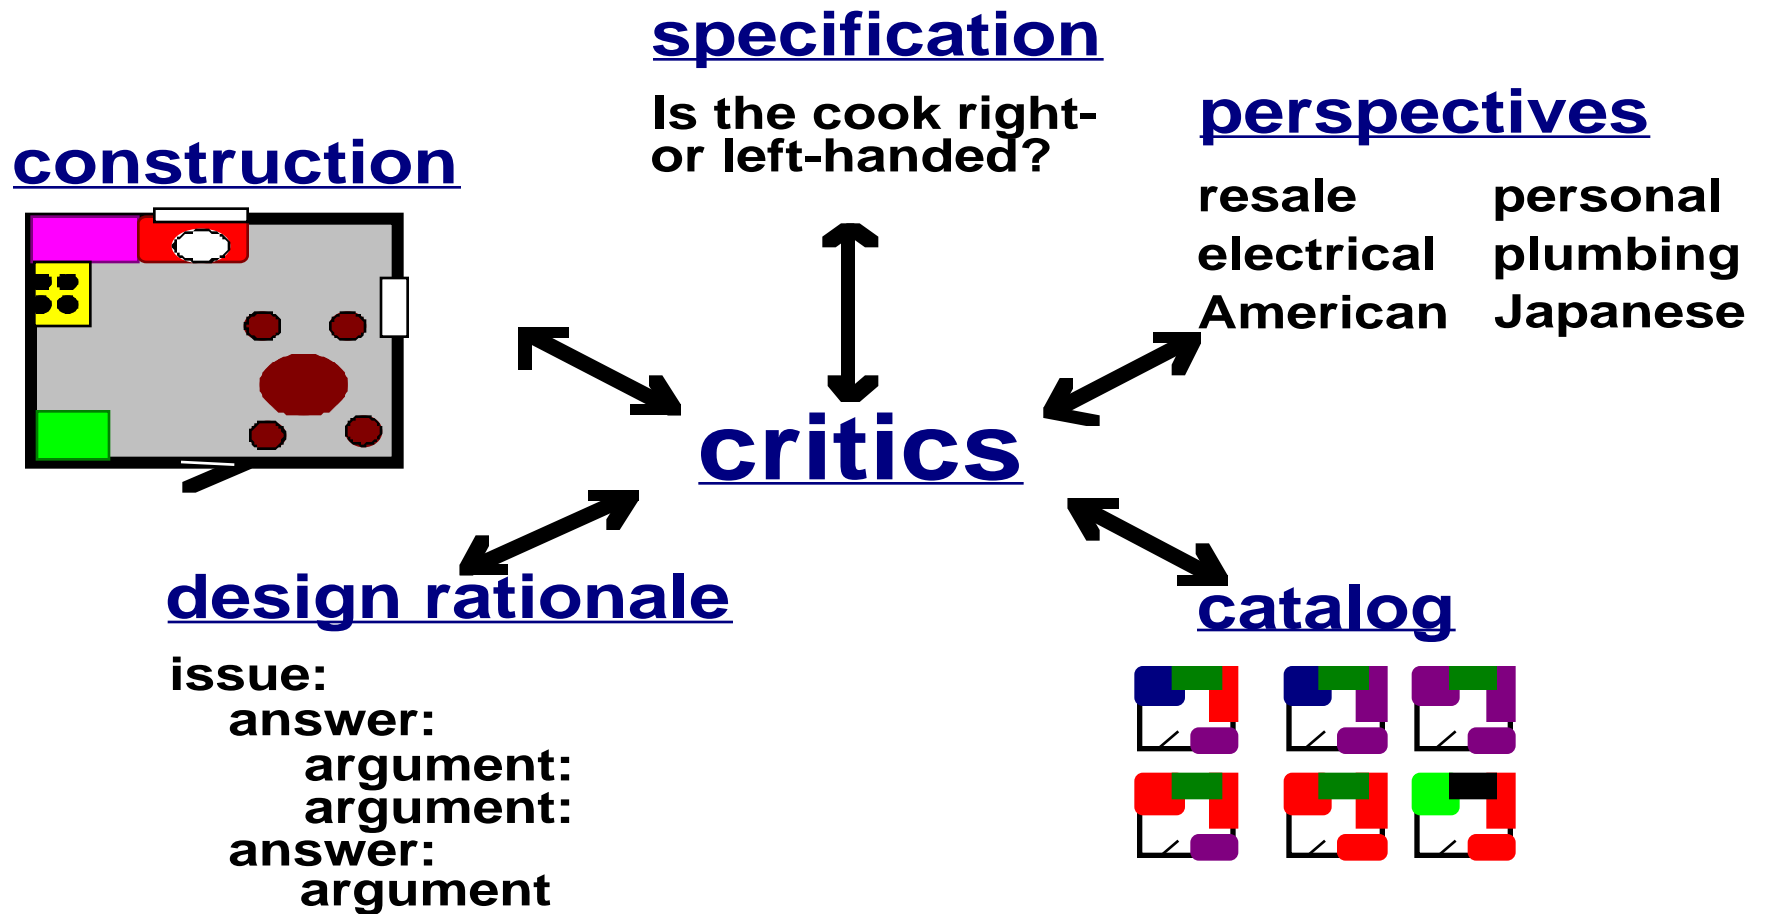 specification
Is the cook right-
or left-handed?
perspectives
resale personal
electrical plumbing
American Japanese
construction
critics
design rationale
issue:
answer:
argument:
argument:
answer:
argument
catalog